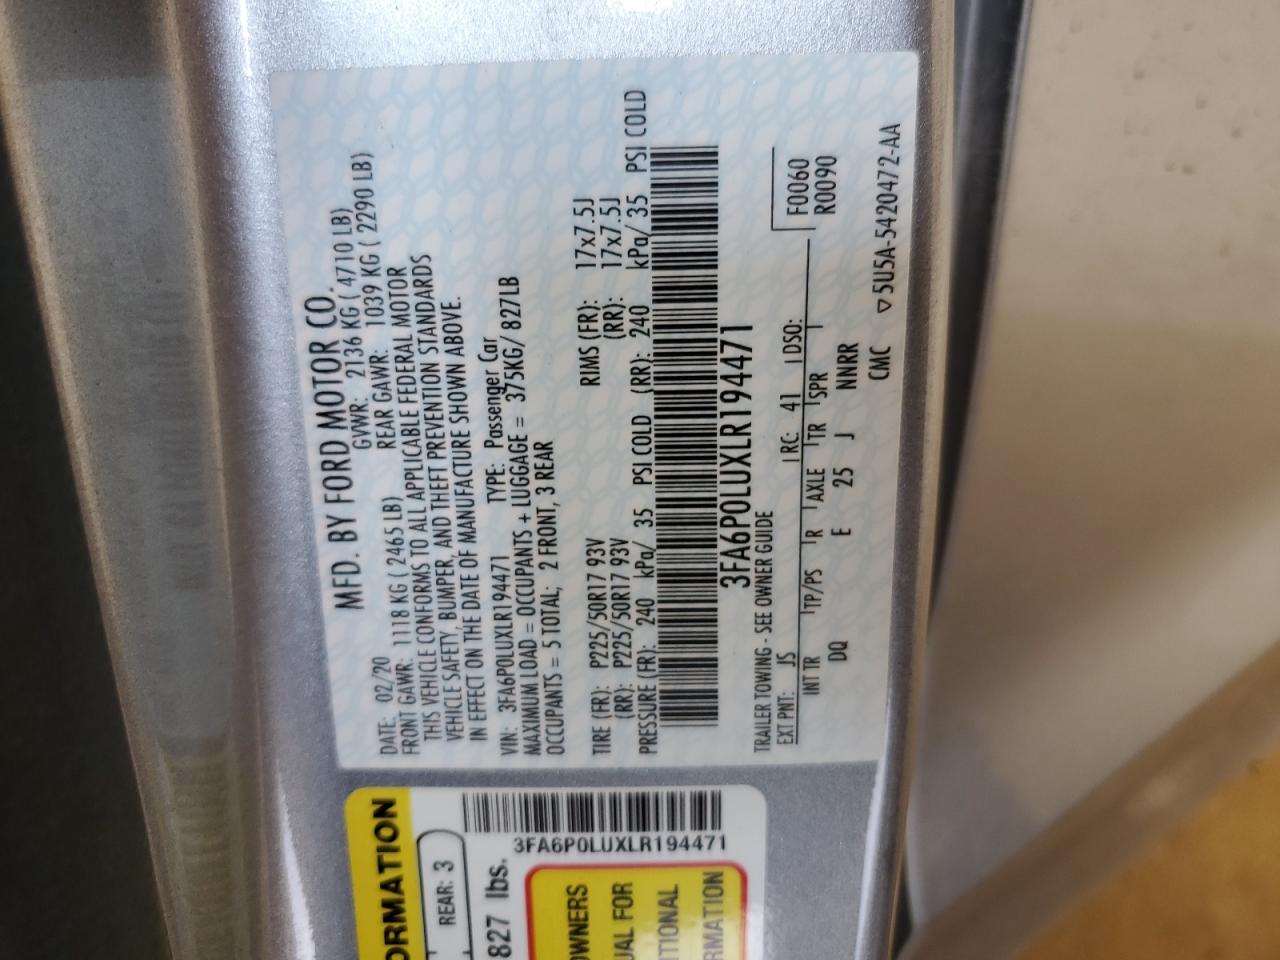 MFD. BY FORD MOTOR CO.
DATE: 02/20 GVWR: 2136 KG ( 4710 LB)
FRONT GAWR: 1118 KG ( 2465 LB) REAR GAWR: 1039 KG ( 2290 LB)
THIS VEHICLE CONFORMS TO ALL APPLICABLE FEDERAL MOTOR
VEHICLE SAFETY, BUMPER, AND THEFT PREVENTION STANDARDS
IN EFFECT ON THE DATE OF MANUFACTURE SHOWN ABOVE.
VIN: 3FA6P0LUXLR194471 TYPE: Passenger Car
MAXIMUM LOAD = OCCUPANTS + LUGGAGE = 375KG/ 827LB
OCCUPANTS = 5 TOTAL; 2 FRONT, 3 REAR
TIRE (FR): P225/50R17 93V RIMS (FR): 17x7.5J
(RR): P225/50R17 93V (RR): 17x7.5J
PRESSURE (FR): 240 kPa/ 35 PSI COLD (RR): 240 kPa/ 35 PSI COLD
3FA6P0LUXLR194471
TRAILER TOWING - SEE OWNER GUIDE
F0060
R0090
EXT PNT: JS RC: 41 DSO:
INT TR TP/PS R AXLE TR SPR
DQ E 25 J NNRR
CMC ▽ 5U5A-5420472-AA
ORMATION
REAR: 3
827 lbs.
3FA6P0LUXLR194471
OWNERS
UAL FOR
ITIONAL
RMATION